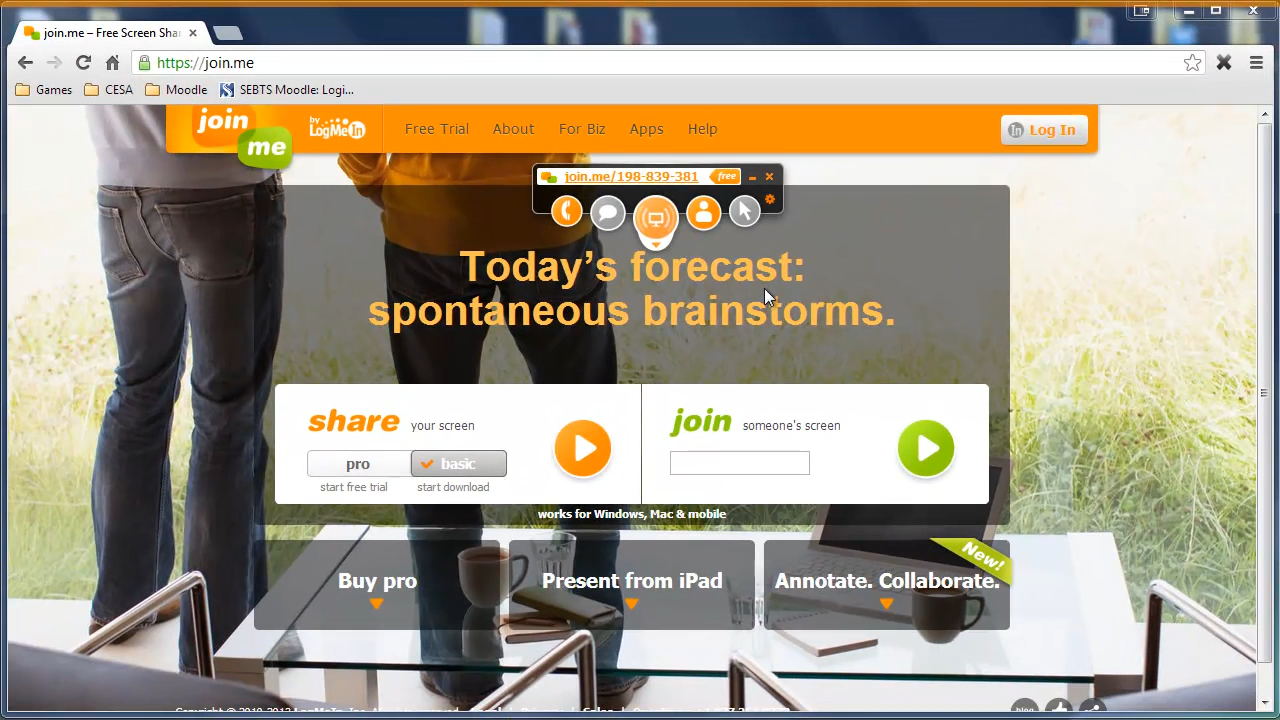 join.me – Free Screen Sha
https://join.me
Games
CESA
Moodle
SEBTS Moodle: Logi...
join
me
by
LogMeIn
Free Trial
About
For Biz
Apps
Help
Log In
join.me/198-839-381
free
Today's forecast:
spontaneous brainstorms.
share your screen
pro
basic
start free trial
start download
join someone's screen
works for Windows, Mac & mobile
Buy pro
Present from iPad
Annotate. Collaborate.
New!
blog